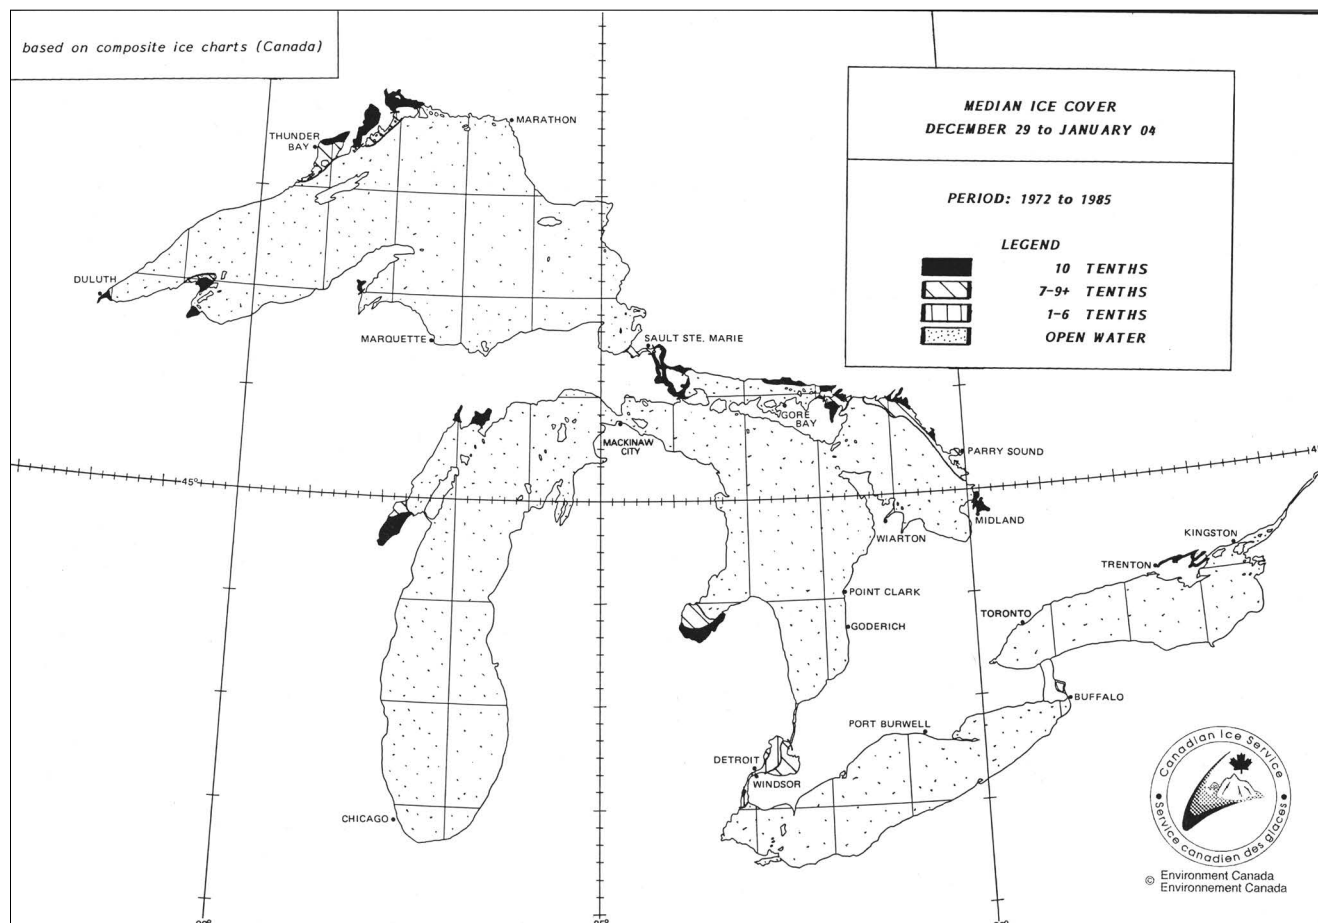 based on composite ice charts (Canada)
MEDIAN ICE COVER
DECEMBER 29 to JANUARY 04
PERIOD: 1972 to 1985
LEGEND
10 TENTHS
7-9+ TENTHS
1-6 TENTHS
OPEN WATER
MARATHON
THUNDER
BAY
DULUTH
MARQUETTE
SAULT STE. MARIE
GORE
BAY
MACKINAW
CITY
PARRY SOUND
45°
MIDLAND
WIARTON
KINGSTON
TRENTON
POINT CLARK
TORONTO
GODERICH
BUFFALO
PORT BURWELL
DETROIT
WINDSOR
CHICAGO
Canadian Ice Service
Service canadien des glaces
© Environment Canada
Environnement Canada